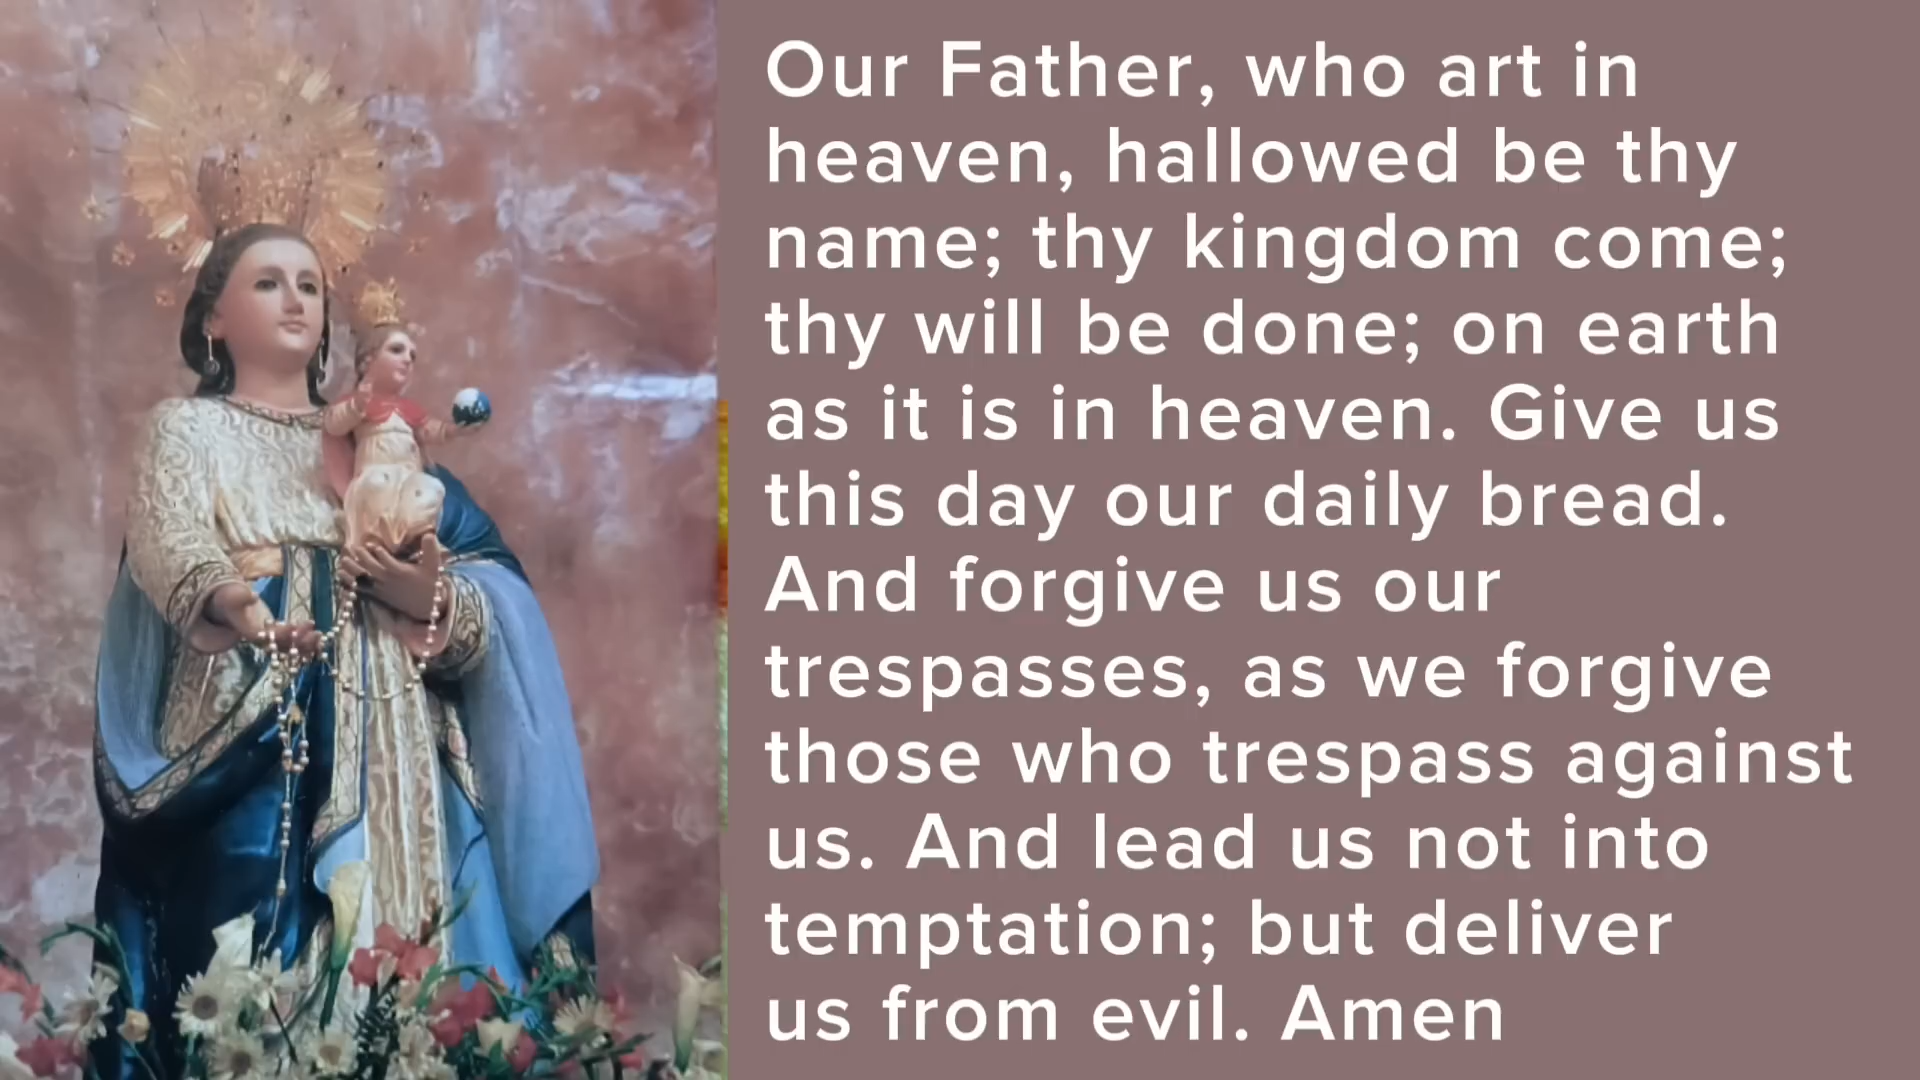 Our Father, who art in
heaven, hallowed be thy
name; thy kingdom come;
thy will be done; on earth
as it is in heaven. Give us
this day our daily bread.
And forgive us our
trespasses, as we forgive
those who trespass against
us. And lead us not into
temptation; but deliver
us from evil. Amen